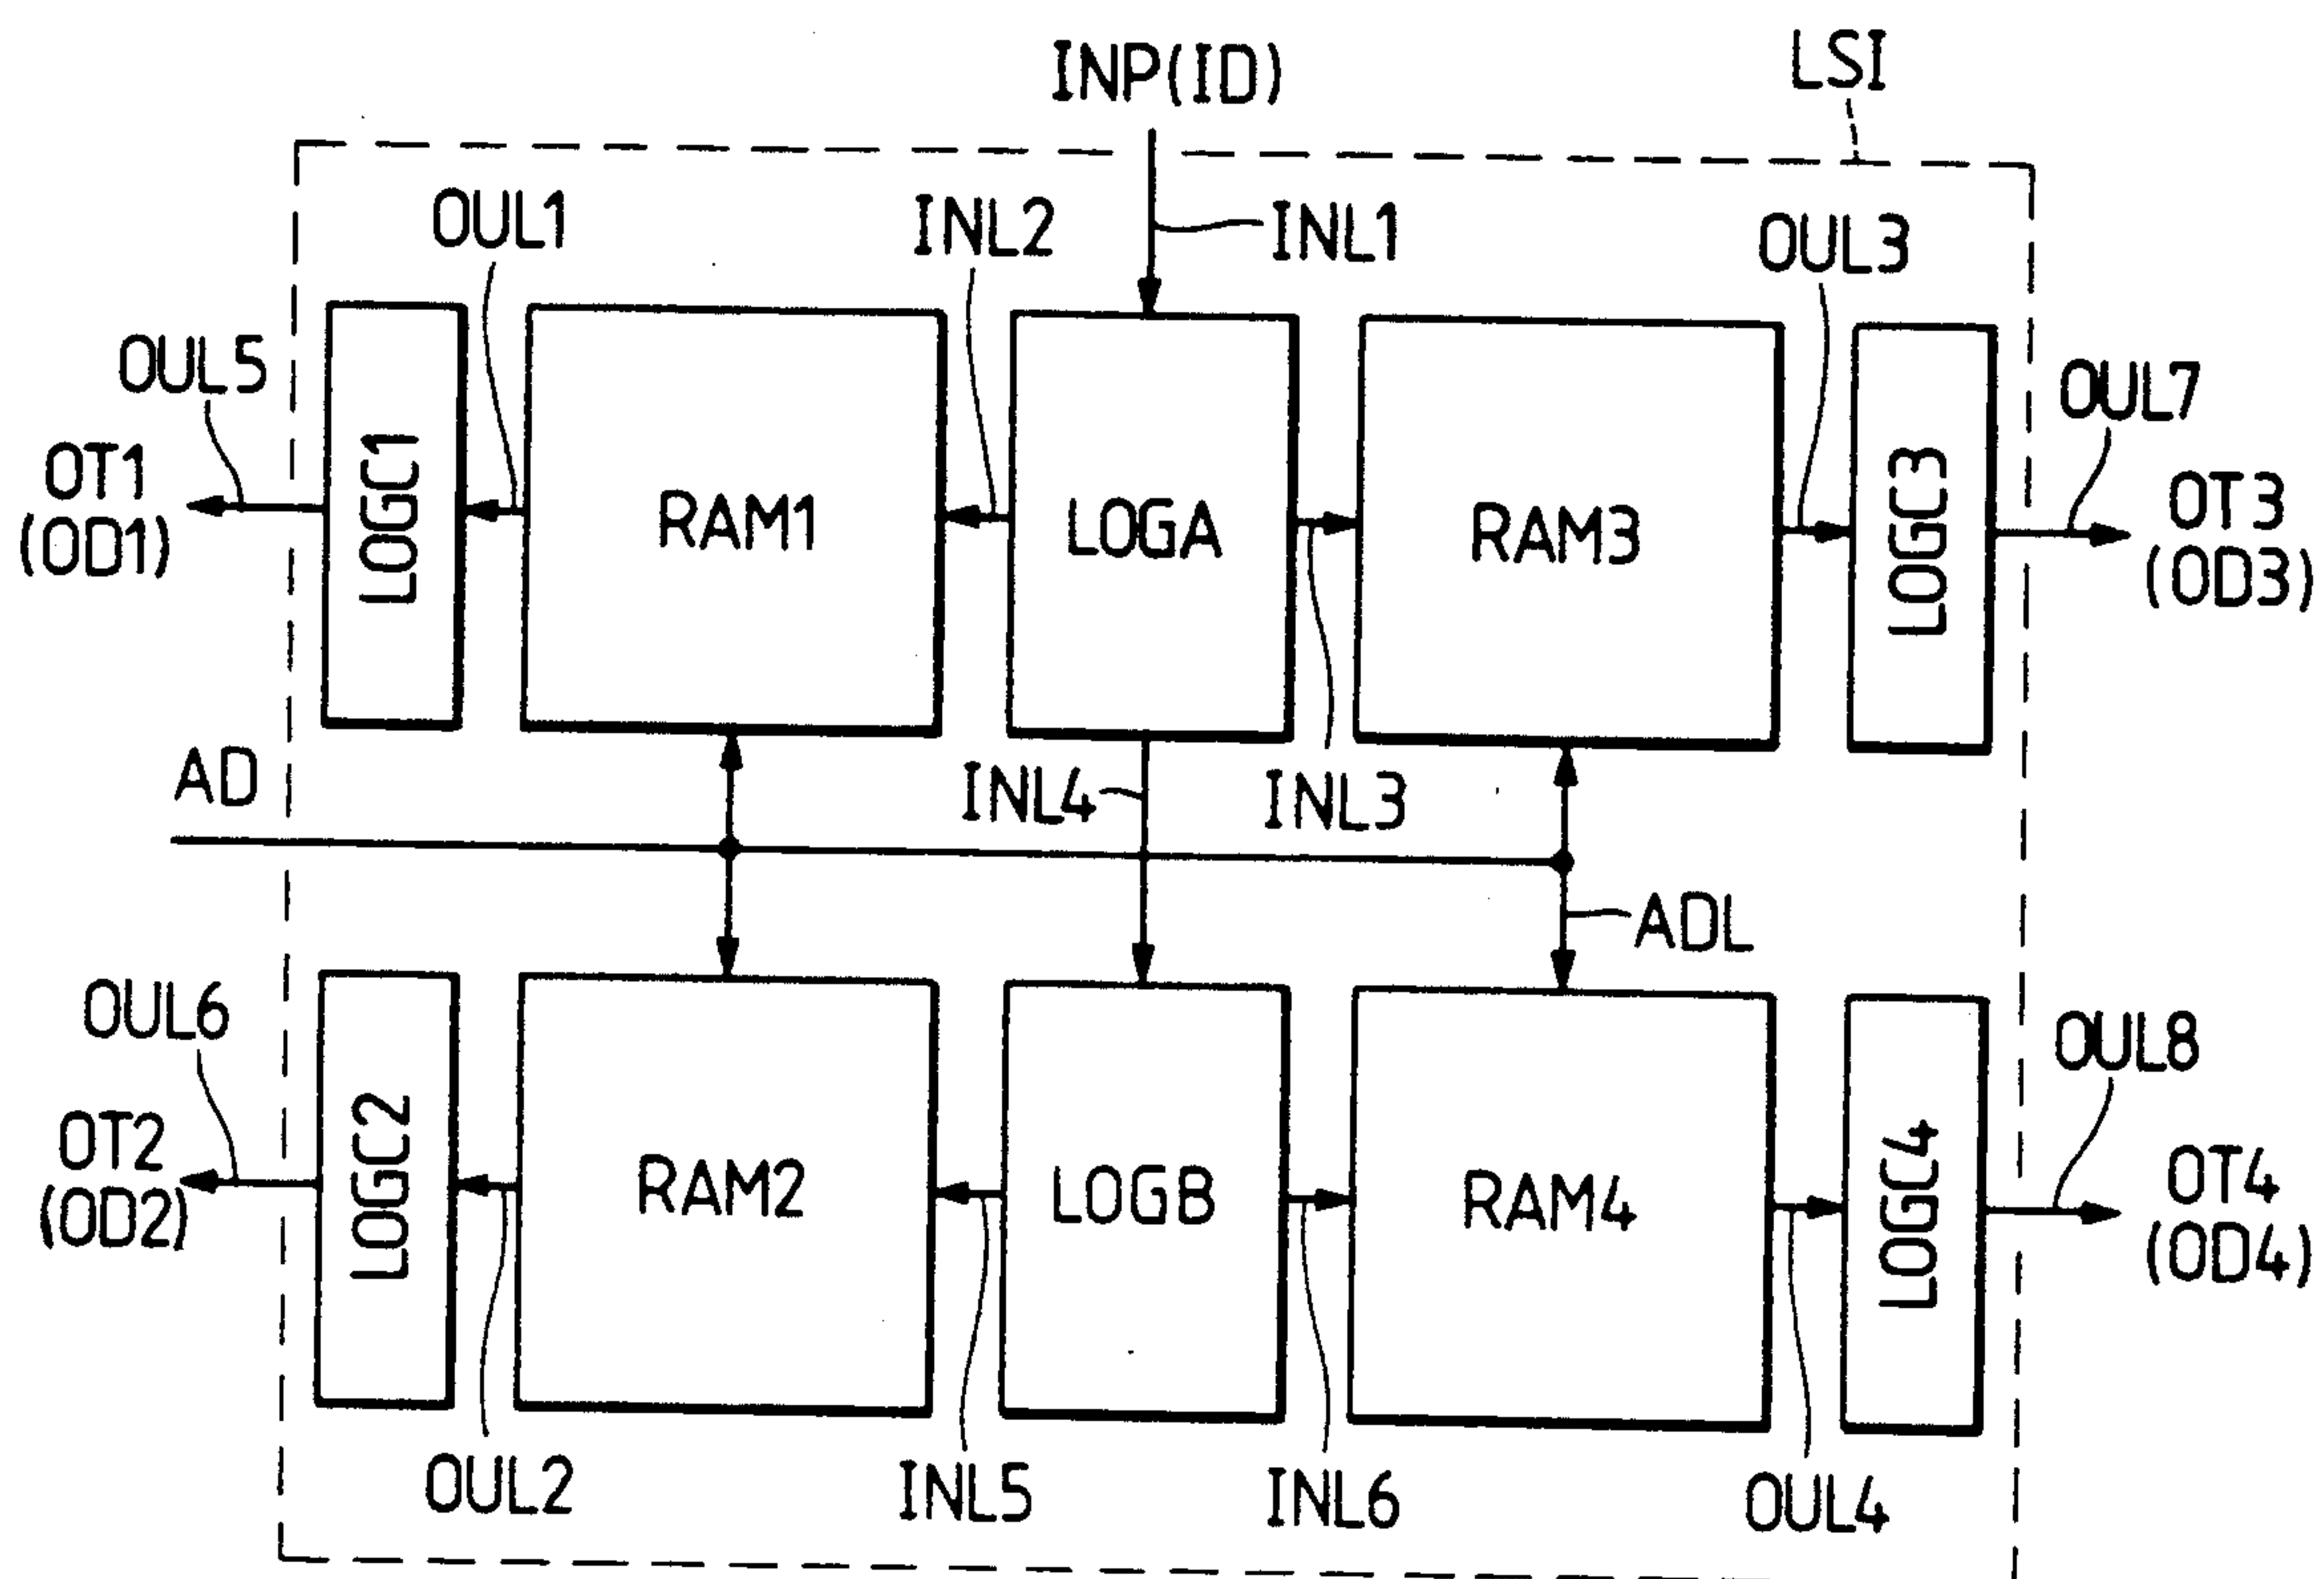 INP(ID)
LSI
OUL1
INL2
INL1
OUL3
OUL5
OUL7
OT1
(OD1)
LOGC1
RAM1
LOGA
RAM3
LOGC3
OT3
(OD3)
AD
INL4
INL3
ADL
OUL6
OUL8
OT2
(OD2)
LOGC2
RAM2
LOGB
RAM4
LOGC4
OT4
(OD4)
OUL2
INL5
INL6
OUL4